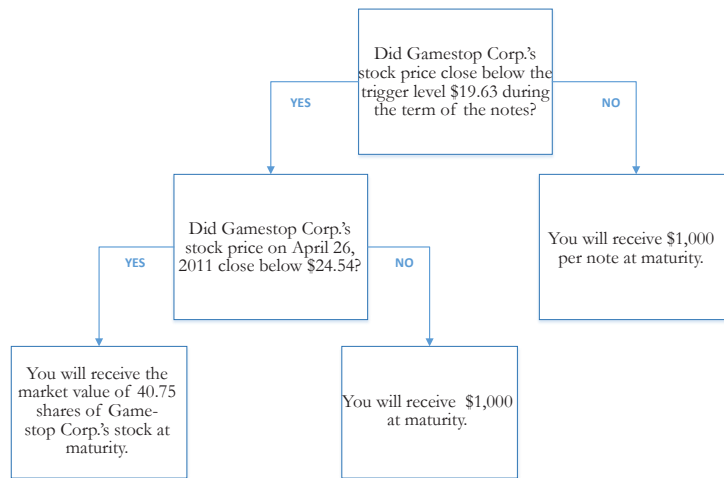 Did Gamestop Corp.'s
stock price close below the
trigger level $19.63 during
the term of the notes?
YES
NO
Did Gamestop Corp.'s
stock price on April 26,
2011 close below $24.54?
You will receive $1,000
per note at maturity.
YES
NO
You will receive the
market value of 40.75
shares of Game-
stop Corp.'s stock at
maturity.
You will receive $1,000
at maturity.